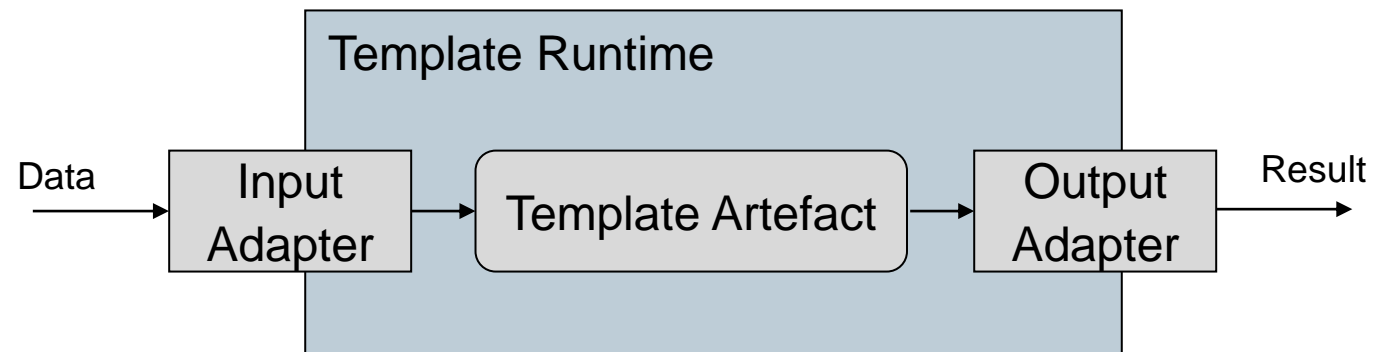 Template Runtime
Data
Input
Adapter
Template Artefact
Output
Adapter
Result